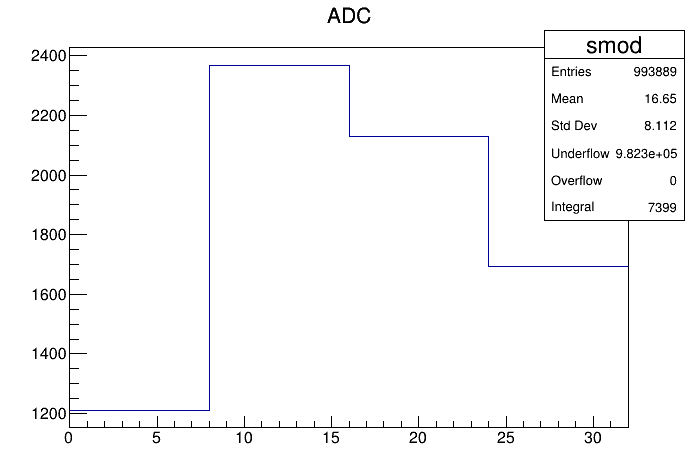 ADC
smod
Entries 993889
Mean 16.65
Std Dev 8.112
Underflow 9.823e+05
Overflow 0
Integral 7399
2400
2200
2000
1800
1600
1400
1200
0 5 10 15 20 25 30